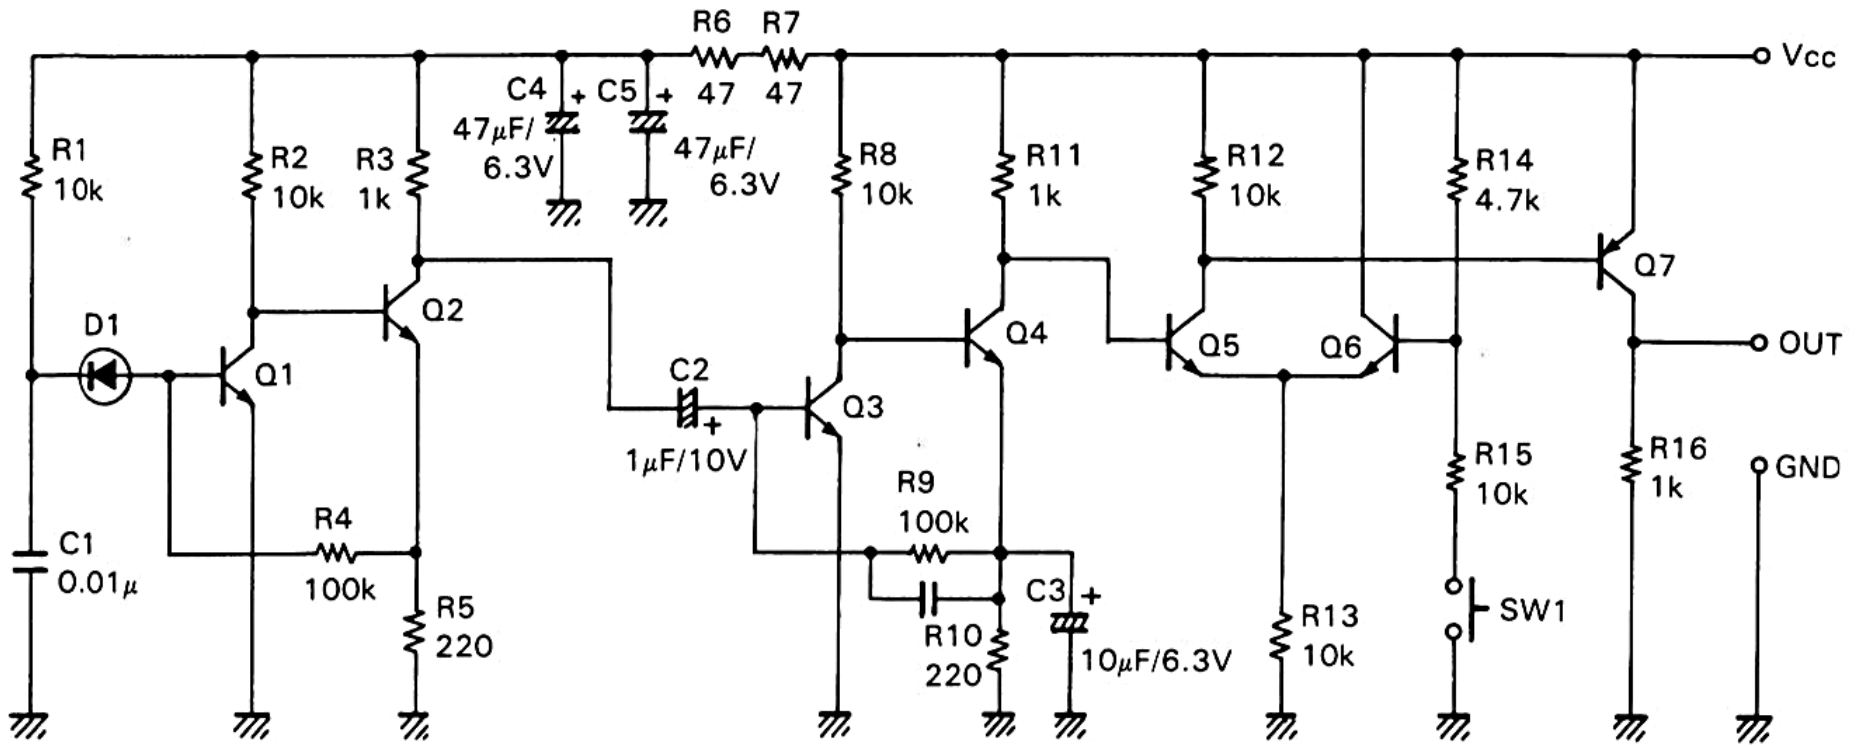 R6
R7
47
47
Vcc
C4
+
47μF/
6.3V
C5
+
47μF/
6.3V
R1
10k
R2
10k
R3
1k
R8
10k
R11
1k
R12
10k
R14
4.7k
Q7
Q2
D1
Q1
Q4
Q5
Q6
OUT
C2
+
1μF/10V
Q3
R9
100k
R15
10k
R16
1k
GND
C1
0.01μ
R4
100k
R5
220
C3
+
10μF/6.3V
R10
220
R13
10k
SW1